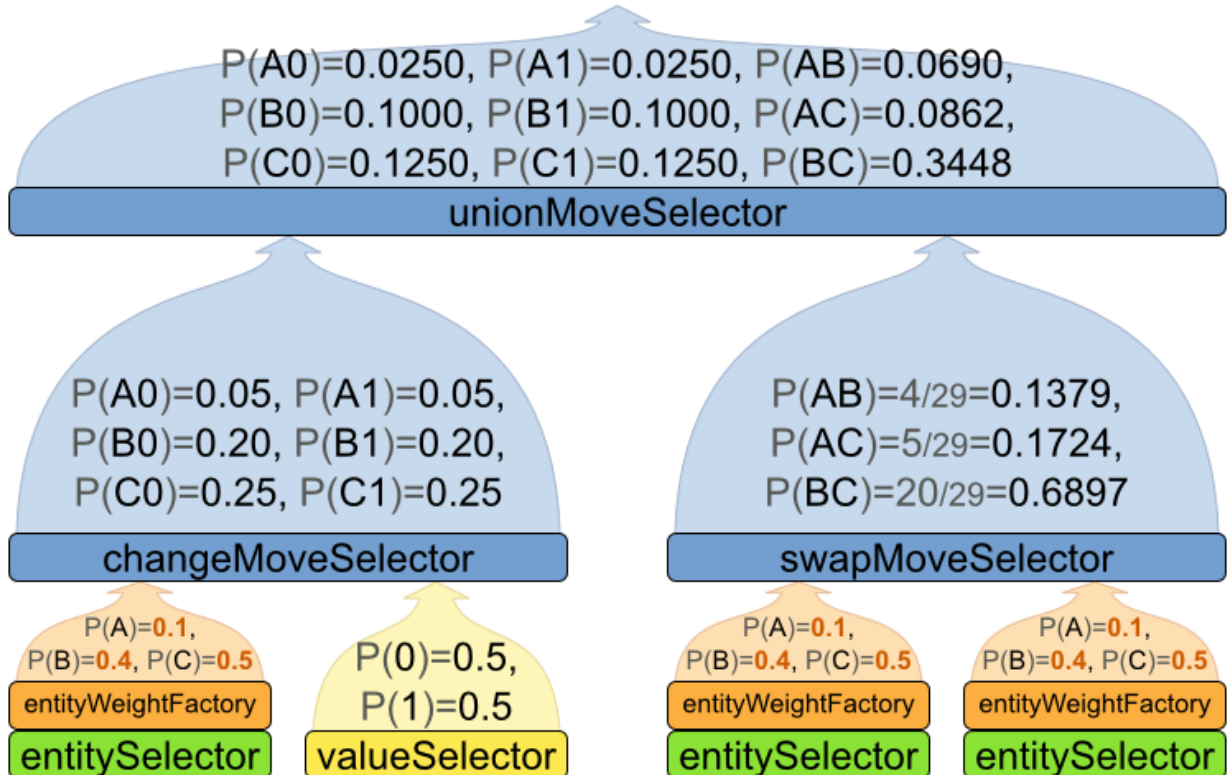 P(A0)=0.0250, P(A1)=0.0250, P(AB)=0.0690,
P(B0)=0.1000, P(B1)=0.1000, P(AC)=0.0862,
P(C0)=0.1250, P(C1)=0.1250, P(BC)=0.3448
unionMoveSelector
P(A0)=0.05, P(A1)=0.05,
P(B0)=0.20, P(B1)=0.20,
P(C0)=0.25, P(C1)=0.25
changeMoveSelector
P(AB)=4/29=0.1379,
P(AC)=5/29=0.1724,
P(BC)=20/29=0.6897
swapMoveSelector
P(A)=0.1,
P(B)=0.4, P(C)=0.5
entityWeightFactory
entitySelector
P(0)=0.5,
P(1)=0.5
valueSelector
P(A)=0.1,
P(B)=0.4, P(C)=0.5
entityWeightFactory
entitySelector
P(A)=0.1,
P(B)=0.4, P(C)=0.5
entityWeightFactory
entitySelector